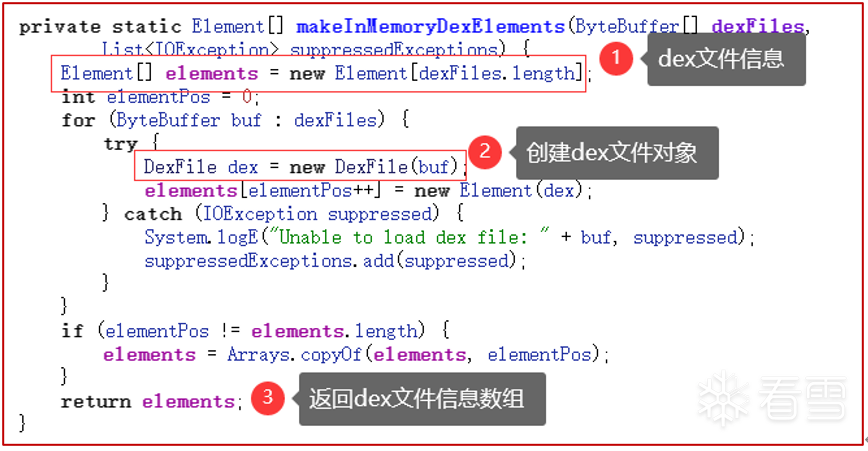 private static Element[] makeInMemoryDexElements(ByteBuffer[] dexFiles,
List<IOException> suppressedExceptions) {
1 dex文件信息
Element[] elements = new Element[dexFiles.length];
int elementPos = 0;
for (ByteBuffer buf : dexFiles) {
try {
2 创建dex文件对象
DexFile dex = new DexFile(buf);
elements[elementPos++] = new Element(dex);
} catch (IOException suppressed) {
System.logE("Unable to load dex file: " + buf, suppressed);
suppressedExceptions.add(suppressed);
}
}
if (elementPos != elements.length) {
elements = Arrays.copyOf(elements, elementPos);
}
return elements;
3 返回dex文件信息数组
}
看雪